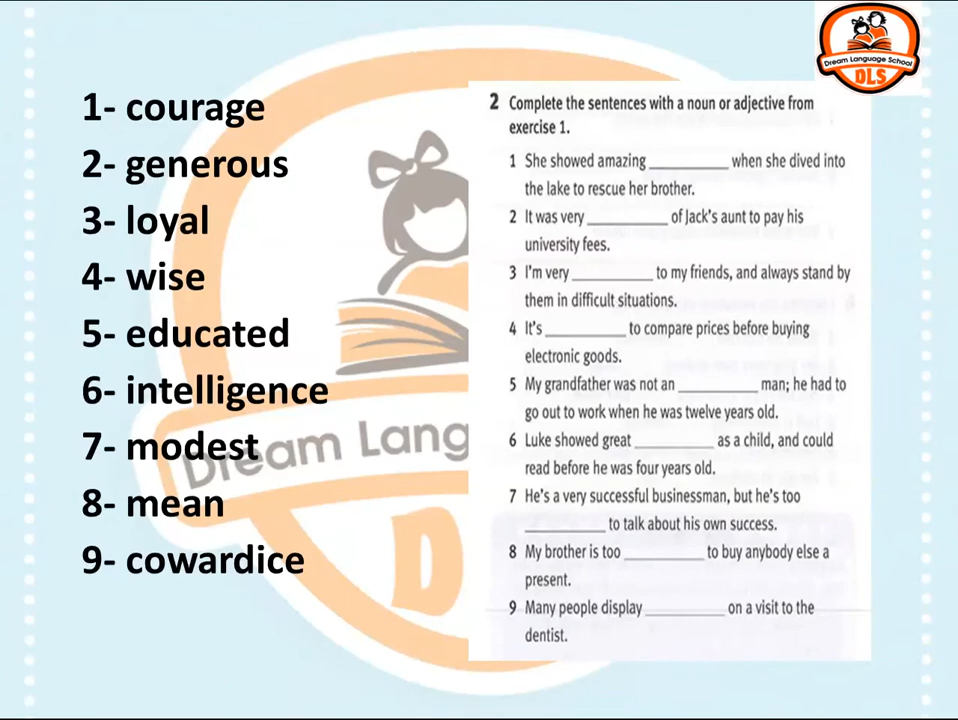 Dream Language School
DLS
1- courage
2- generous
3- loyal
4- wise
5- educated
6- intelligence
7- modest
8- mean
9- cowardice
2 Complete the sentences with a noun or adjective from
exercise 1.
1 She showed amazing __________ when she dived into
the lake to rescue her brother.
2 It was very __________ of Jack's aunt to pay his
university fees.
3 I'm very __________ to my friends, and always stand by
them in difficult situations.
4 It's __________ to compare prices before buying
electronic goods.
5 My grandfather was not an __________ man; he had to
go out to work when he was twelve years old.
6 Luke showed great __________ as a child, and could
read before he was four years old.
7 He's a very successful businessman, but he's too
__________ to talk about his own success.
8 My brother is too __________ to buy anybody else a
present.
9 Many people display __________ on a visit to the
dentist.
Dream Lang
D